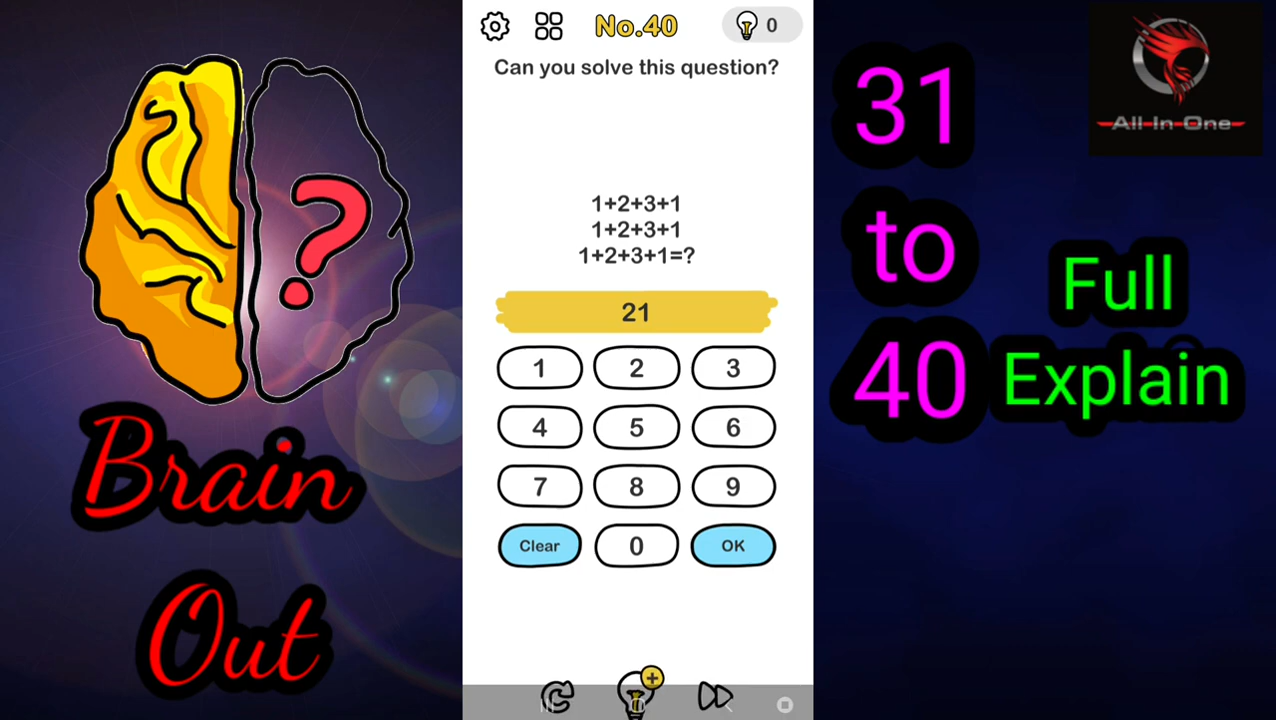 No.40
0
Can you solve this question?
1+2+3+1
1+2+3+1
1+2+3+1=?
21
1 2 3
4 5 6
7 8 9
Clear 0 OK
Brain
Out
?
31
to
40
Full
Explain
All In One